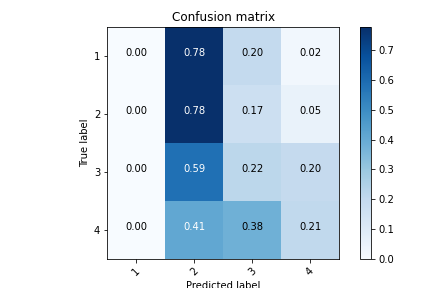 Confusion matrix
True label
1 0.00 0.78 0.20 0.02
2 0.00 0.78 0.17 0.05
3 0.00 0.59 0.22 0.20
4 0.00 0.41 0.38 0.21
1 2 3 4
Predicted label
0.7
0.6
0.5
0.4
0.3
0.2
0.1
0.0